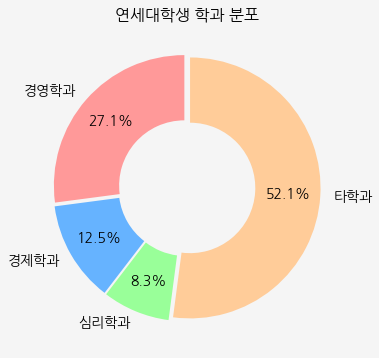 연세대학생 학과 분포
경영학과
27.1%
52.1%
타학과
12.5%
경제학과
8.3%
심리학과